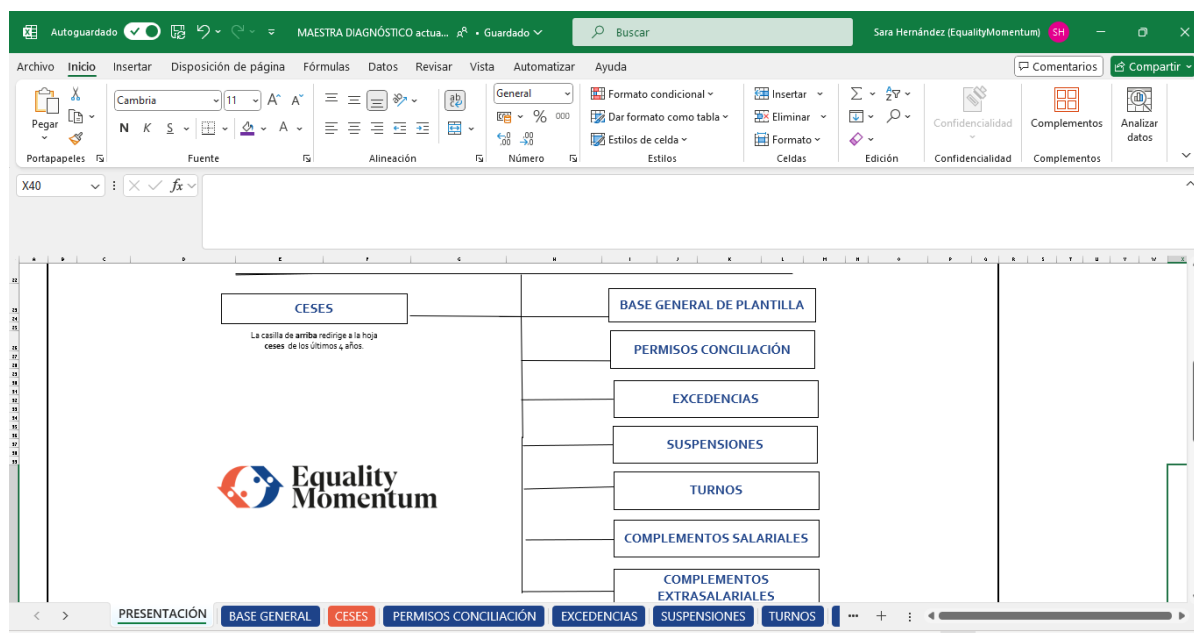 Autoguardado
MAESTRA DIAGNÓSTICO actua... • Guardado
Buscar
Sara Hernández (EqualityMomentum) SH
Archivo Inicio Insertar Disposición de página Fórmulas Datos Revisar Vista Automatizar Ayuda
Comentarios Compartir
Pegar
Portapapeles
Cambria 11 A A
N K S A
Fuente
ab
Alineación
General
% 000
Número
Formato condicional
Dar formato como tabla
Estilos de celda
Estilos
Insertar
Eliminar
Formato
Celdas
Edición
Confidencialidad
Confidencialidad
Complementos
Complementos
Analizar
datos
X40 fx
CESES
La casilla de arriba redirige a la hoja
ceses de los últimos 4 años.
Equality
Momentum
BASE GENERAL DE PLANTILLA
PERMISOS CONCILIACIÓN
EXCEDENCIAS
SUSPENSIONES
TURNOS
COMPLEMENTOS SALARIALES
COMPLEMENTOS
EXTRASALARIALES
PRESENTACIÓN BASE GENERAL CESES PERMISOS CONCILIACIÓN EXCEDENCIAS SUSPENSIONES TURNOS ...